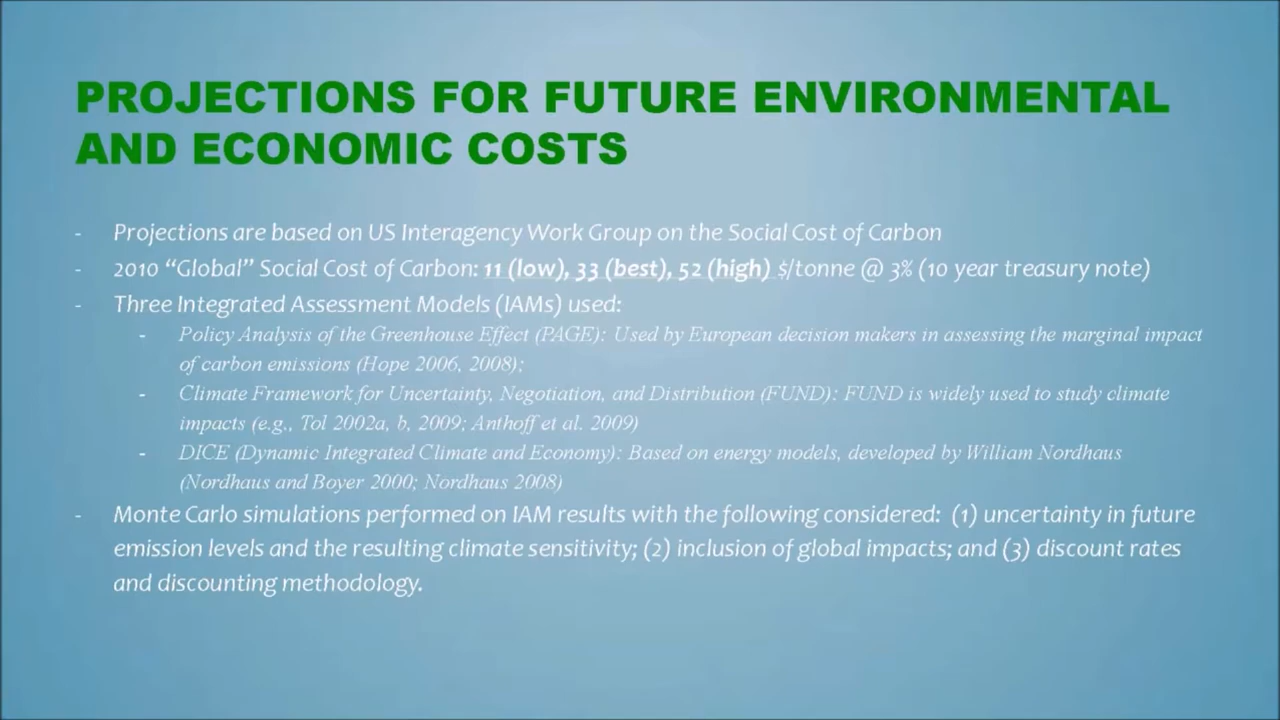 PROJECTIONS FOR FUTURE ENVIRONMENTAL
AND ECONOMIC COSTS
- Projections are based on US Interagency Work Group on the Social Cost of Carbon
- 2010 “Global” Social Cost of Carbon: 11 (low), 33 (best), 52 (high) $/tonne @ 3% (10 year treasury note)
- Three Integrated Assessment Models (IAMs) used:
- Policy Analysis of the Greenhouse Effect (PAGE): Used by European decision makers in assessing the marginal impact
of carbon emissions (Hope 2006, 2008);
- Climate Framework for Uncertainty, Negotiation, and Distribution (FUND): FUND is widely used to study climate
impacts (e.g., Tol 2002a, b, 2009; Anthoff et al. 2009)
- DICE (Dynamic Integrated Climate and Economy): Based on energy models, developed by William Nordhaus
(Nordhaus and Boyer 2000; Nordhaus 2008)
- Monte Carlo simulations performed on IAM results with the following considered: (1) uncertainty in future
emission levels and the resulting climate sensitivity; (2) inclusion of global impacts; and (3) discount rates
and discounting methodology.